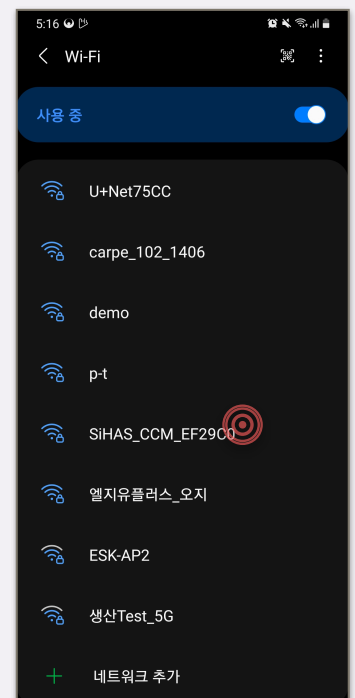 5:16
Wi-Fi
사용 중
U+Net75CC
carpe_102_1406
demo
p-t
SiHAS_CCM_EF29C0
엘지유플러스_오지
ESK-AP2
생산Test_5G
네트워크 추가